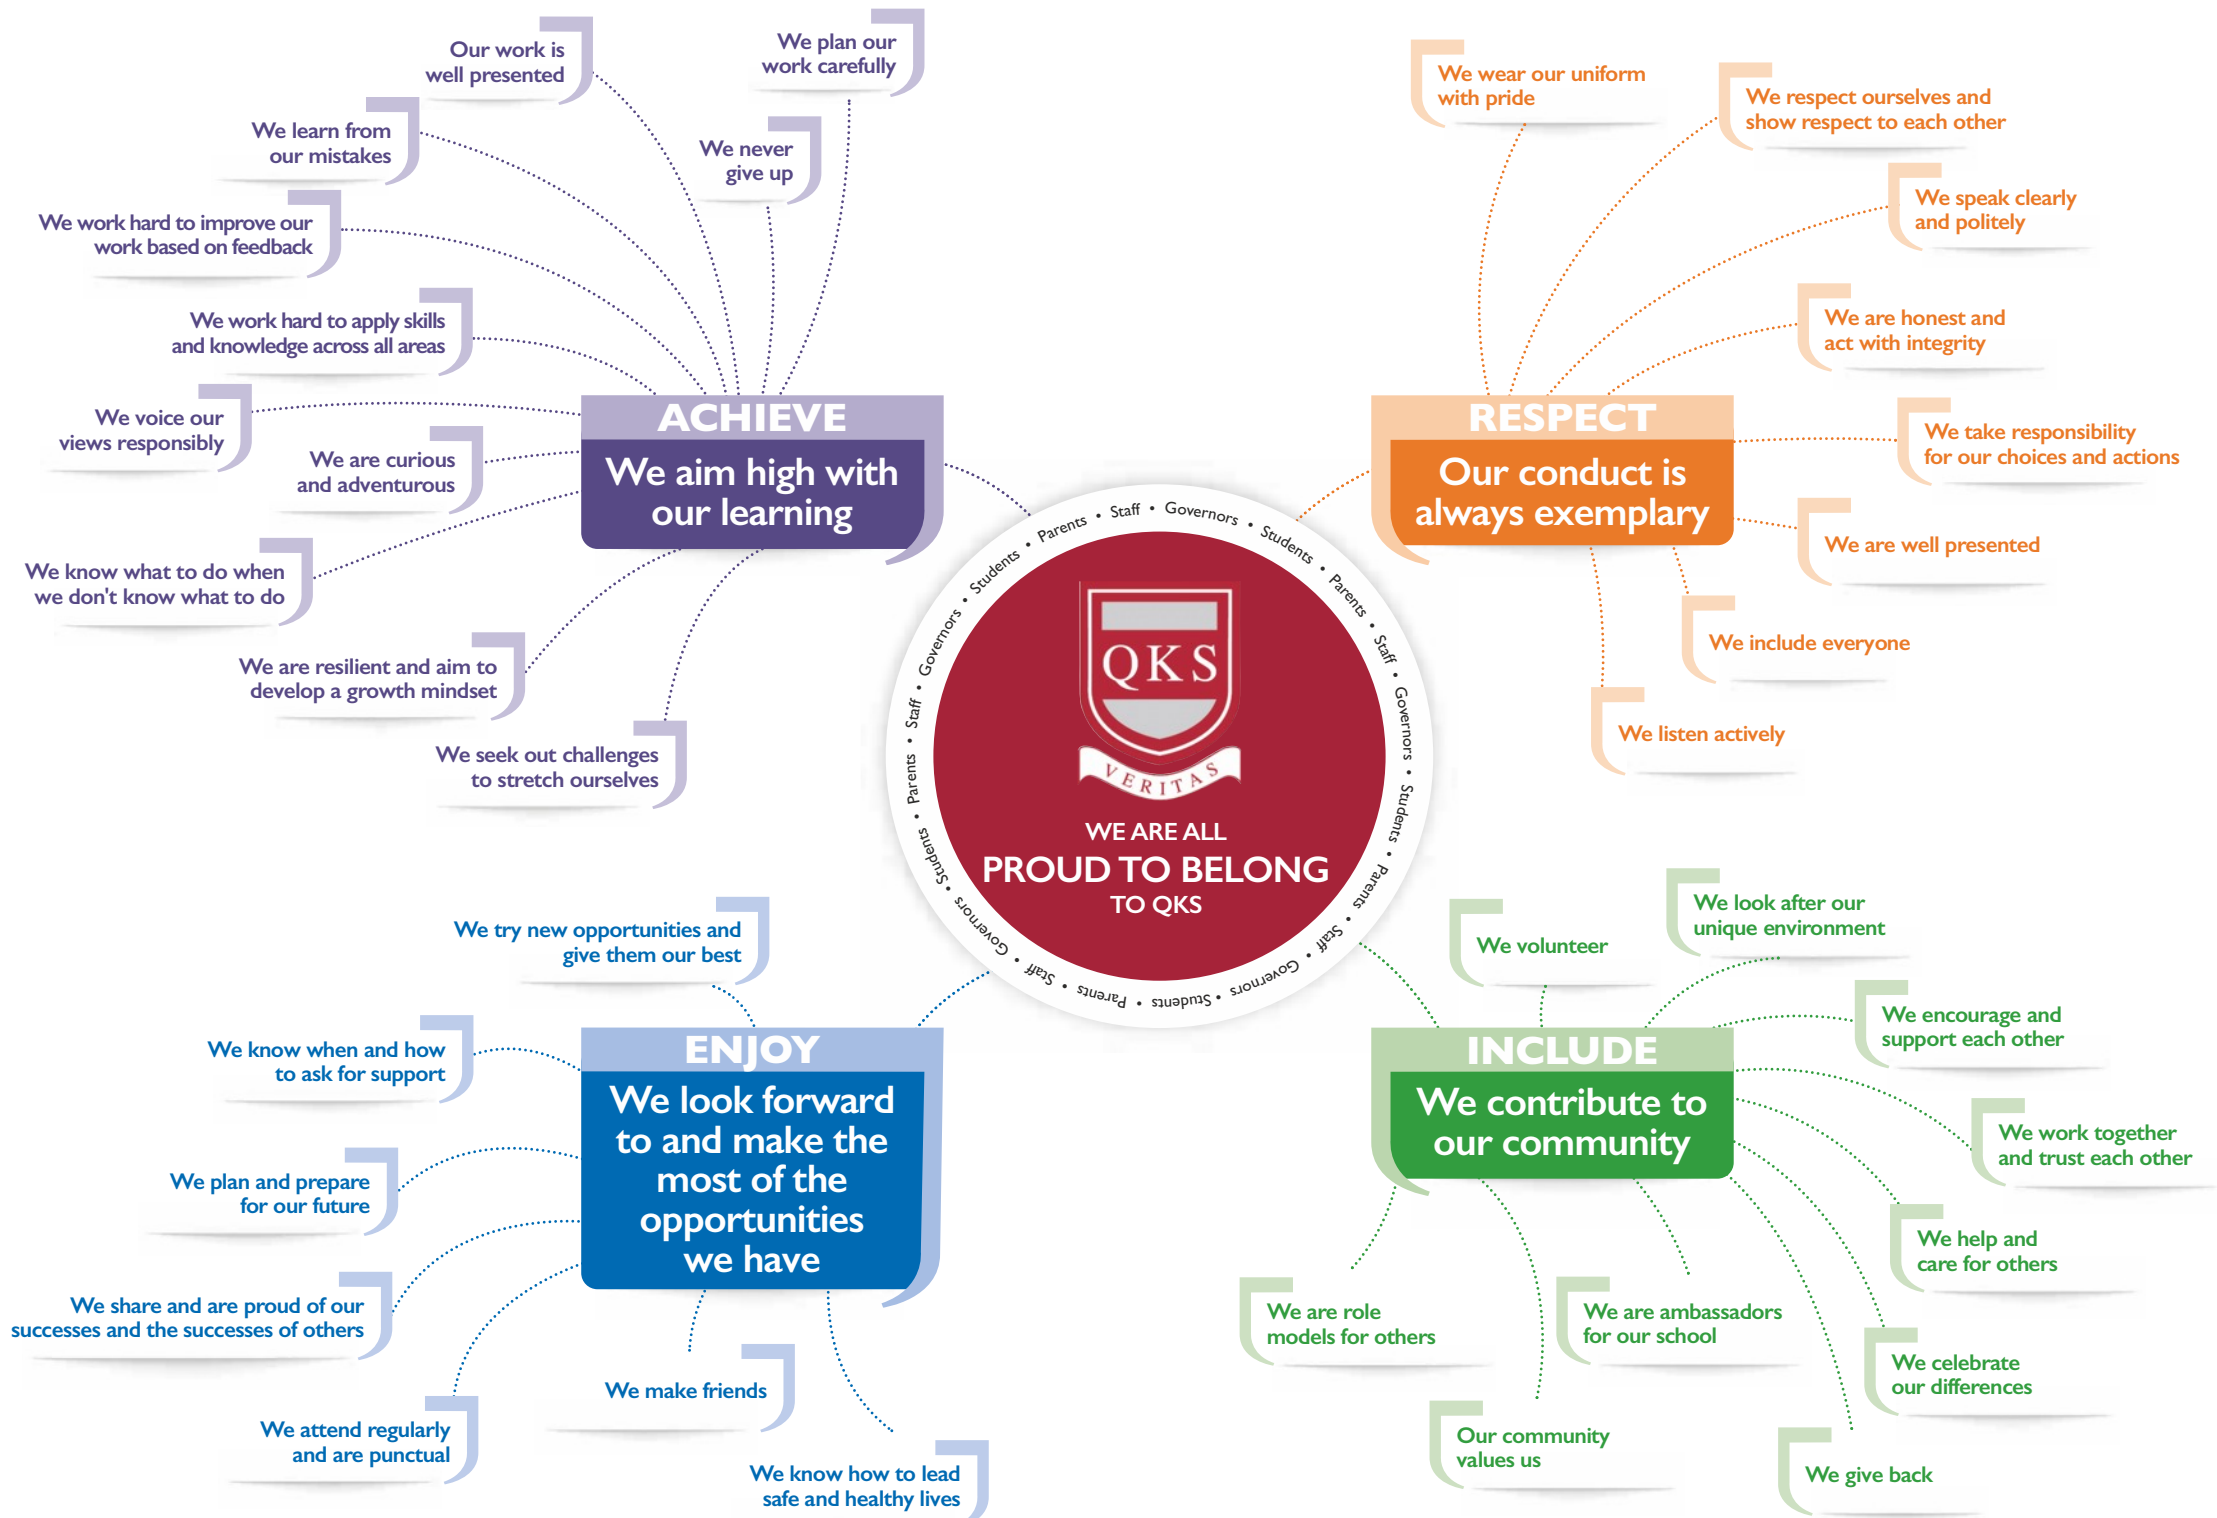 Our work is
well presented
We plan our
work carefully
We learn from
our mistakes
We never
give up
We work hard to improve our
work based on feedback
We work hard to apply skills
and knowledge across all areas
We voice our
views responsibly
We are curious
and adventurous
We know what to do when
we don't know what to do
We are resilient and aim to
develop a growth mindset
We seek out challenges
to stretch ourselves
ACHIEVE
We aim high with
our learning
We wear our uniform
with pride
We respect ourselves and
show respect to each other
We speak clearly
and politely
We are honest and
act with integrity
We take responsibility
for our choices and actions
We are well presented
We include everyone
We listen actively
RESPECT
Our conduct is
always exemplary
Governors • Students • Parents • Staff • Governors • Students • Parents • Staff • Governors • Students • Parents • Staff • Governors • Students • Parents • Staff • Governors • Students • Parents • Staff •
QKS
VERITAS
WE ARE ALL
PROUD TO BELONG
TO QKS
We try new opportunities and
give them our best
We know when and how
to ask for support
We plan and prepare
for our future
We share and are proud of our
successes and the successes of others
We attend regularly
and are punctual
We make friends
We know how to lead
safe and healthy lives
ENJOY
We look forward
to and make the
most of the
opportunities
we have
We volunteer
We look after our
unique environment
We encourage and
support each other
We work together
and trust each other
We help and
care for others
We celebrate
our differences
We give back
We are ambassadors
for our school
Our community
values us
We are role
models for others
INCLUDE
We contribute to
our community